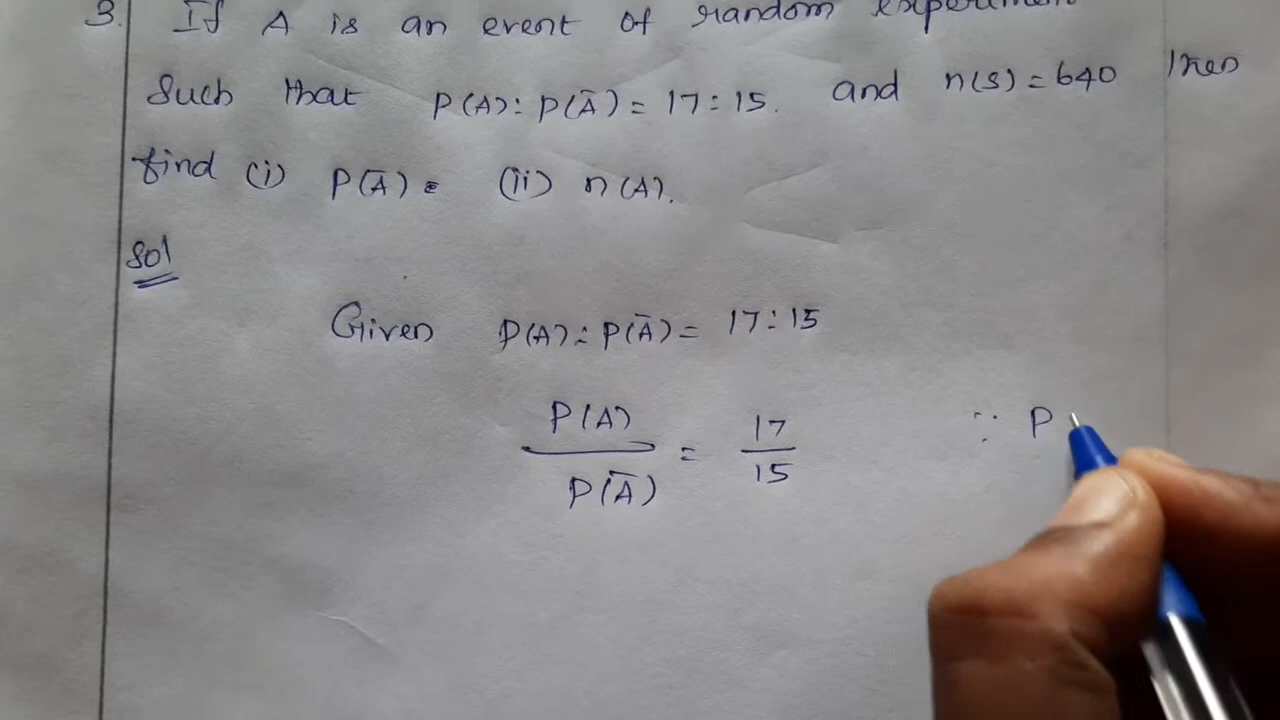 3. If A is an event of random experiment
Such that P(A) : P(Ā) = 17 : 15. and n(s) = 640 then
find (i) P(Ā) = (ii) n(A).
Sol
Given P(A) : P(Ā) = 17 : 15
P(A) / P(Ā) = 17 / 15 ∵ P